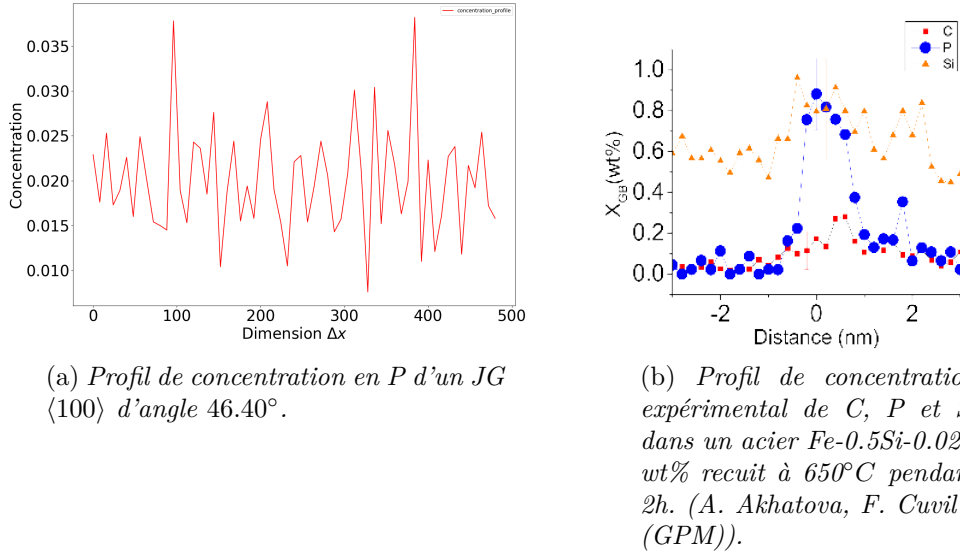 concentration_profile
0.035
0.030
0.025
0.020
0.015
0.010
Concentration
0 100 200 300 400 500
Dimension Δx
(a) Profil de concentration en P d'un JG
⟨100⟩ d'angle 46.40°.
C
P
Si
1.0
0.8
0.6
0.4
0.2
0.0
X_GB(wt%)
-2 0 2
Distance (nm)
(b) Profil de concentratio
expérimental de C, P et S
dans un acier Fe-0.5Si-0.02
wt% recuit à 650°C pendan
2h. (A. Akhatova, F. Cuvil
(GPM)).